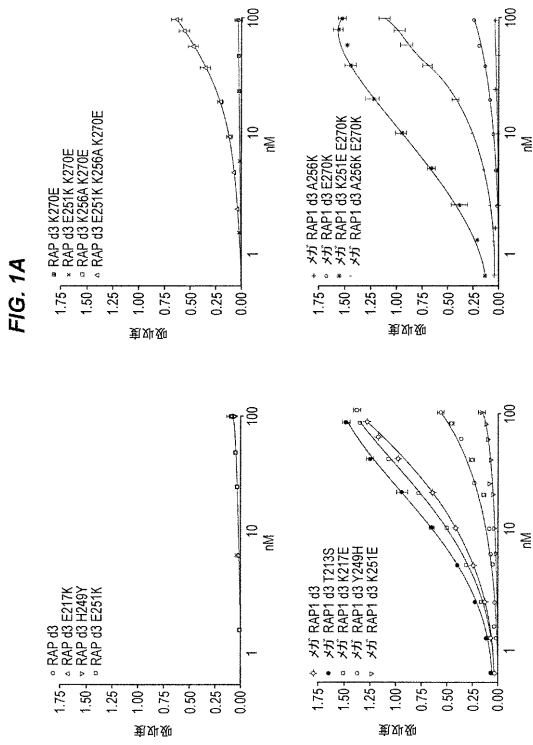 FIG. 1A
RAP d3
RAP d3 E217K
RAP d3 H249Y
RAP d3 E251K
吸収度
1.75
1.50
1.25
1.00
0.75
0.50
0.25
0.00
1
10
100
nM
RAP d3 K270E
RAP d3 E251K K270E
RAP d3 K256A K270E
RAP d3 E251K K256A K270E
吸収度
1.75
1.50
1.25
1.00
0.75
0.50
0.25
0.00
1
10
100
nM
メガ RAP1 d3
メガ RAP1 d3 T213S
メガ RAP1 d3 K217E
メガ RAP1 d3 Y249H
メガ RAP1 d3 K251E
吸収度
1.75
1.50
1.25
1.00
0.75
0.50
0.25
0.00
1
10
100
nM
メガ RAP1 d3 A256K
メガ RAP1 d3 E270K
メガ RAP1 d3 K251E E270K
メガ RAP1 d3 A256K E270K
吸収度
1.75
1.50
1.25
1.00
0.75
0.50
0.25
0.00
1
10
100
nM